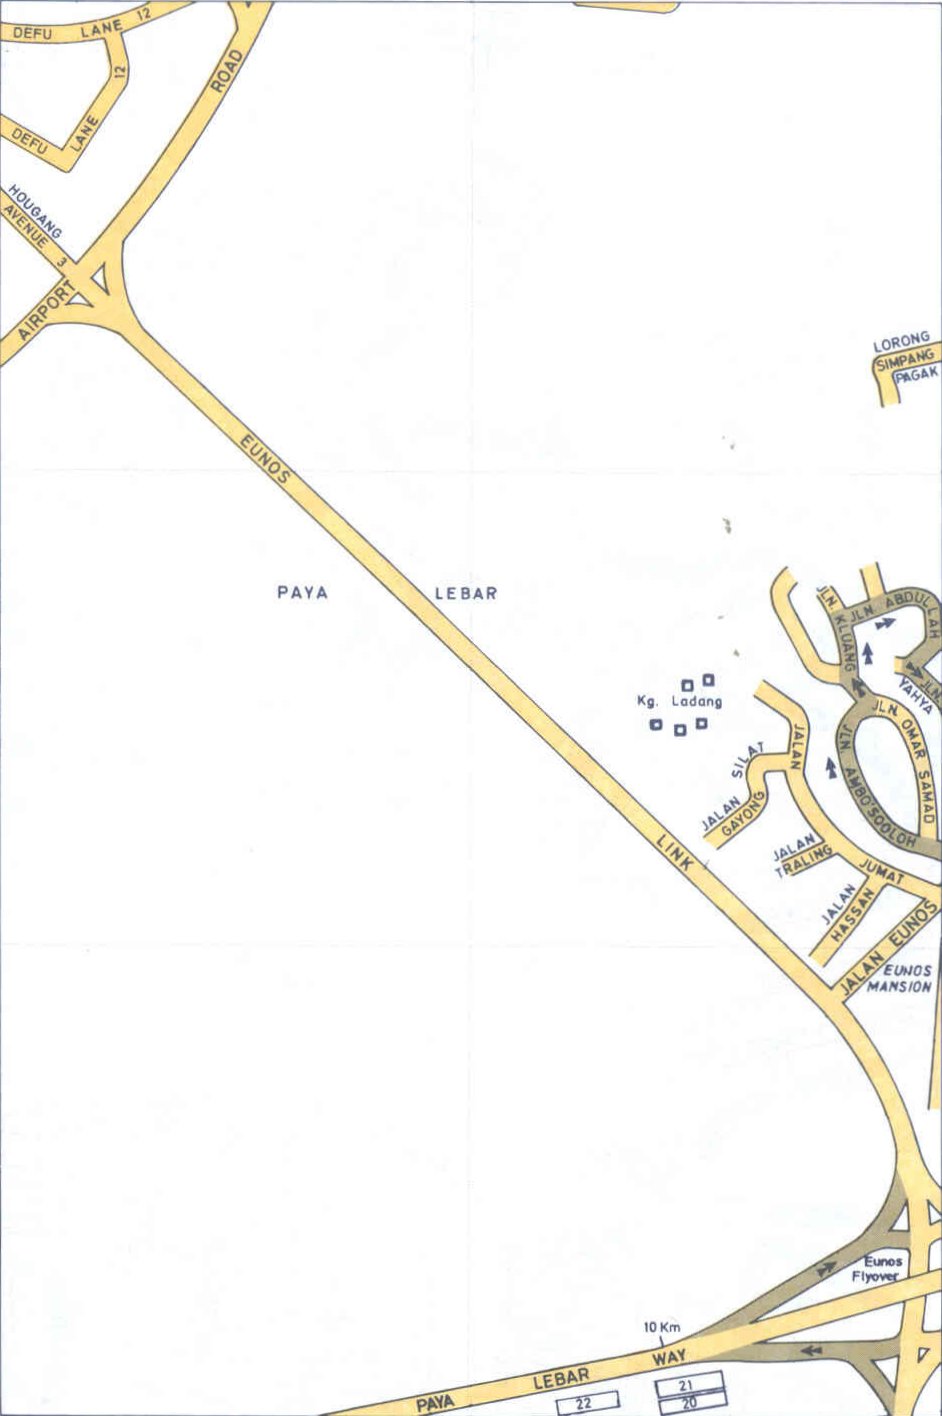 DEFU LANE 12
ROAD
12
LANE
DEFU
HOUGANG
AVENUE 3
AIRPORT
LORONG
SIMPANG
PAGAK
EUNOS
PAYA LEBAR
JLN. KLUANG
JLN. ABDULLAH
JLN.
YAHYA
Kg. Ladang
JLN. OMAR SAMAD
JLN. AMBO' SOOLOH
JALAN
SILAT
JALAN
GAYONG
LINK
JALAN
TRALING
JUMAT
JALAN
HASSAN
JALAN EUNOS
EUNOS
MANSION
Eunos
Flyover
10 Km
PAYA LEBAR WAY
21
22
20